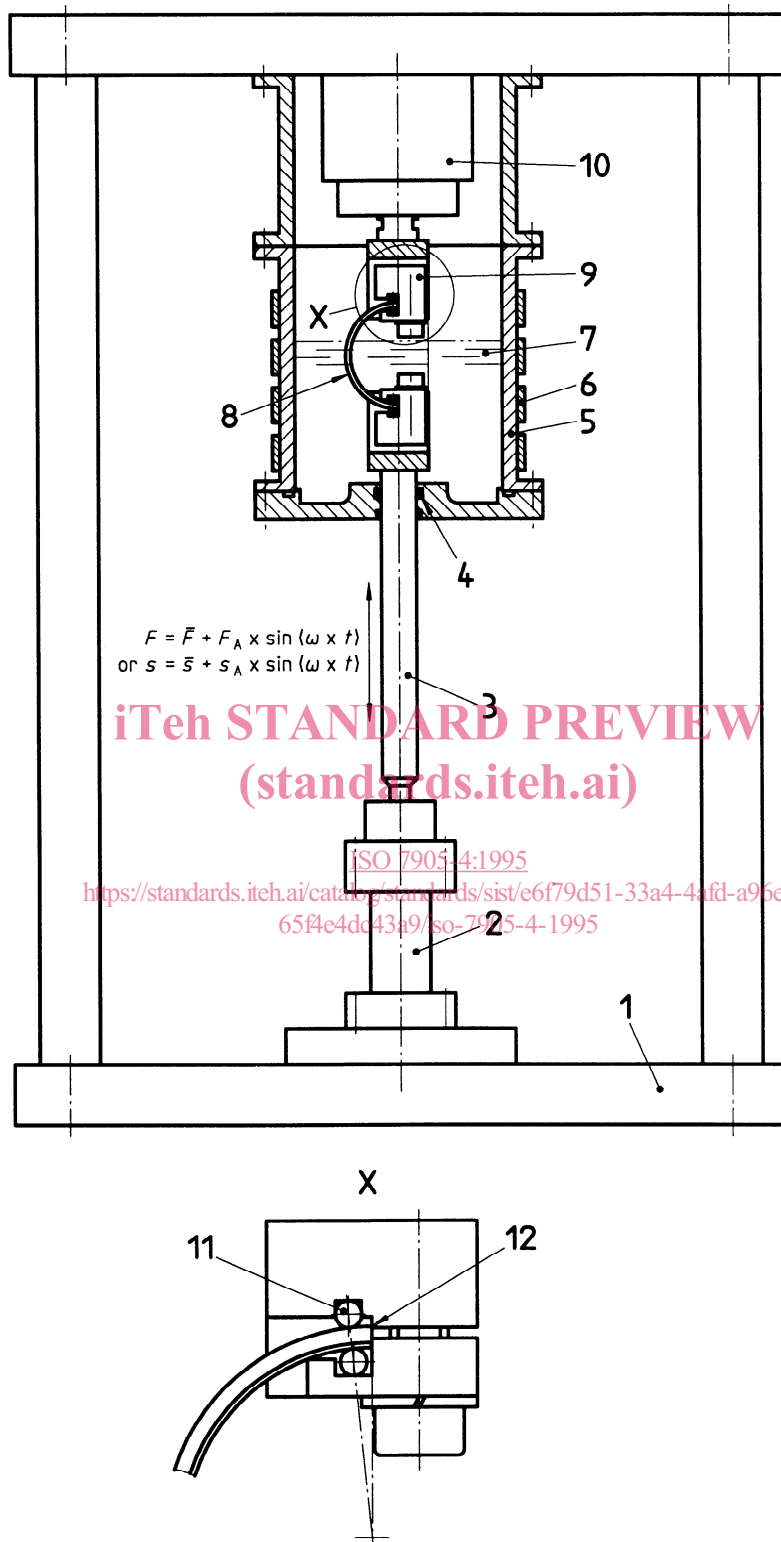 10
9
X
7
8
6
5
4
F = F̄ + F_A x sin (ω x t)
or s = s̄ + s_A x sin (ω x t)
3
iTeh STANDARD PREVIEW
(standards.iteh.ai)
ISO 7905-4:1995
https://standards.iteh.ai/catalog/standards/sist/e6f79d51-33a4-4afd-a96e
65f4e4dc43a9/iso-7905-4-1995
2
1
X
11
12